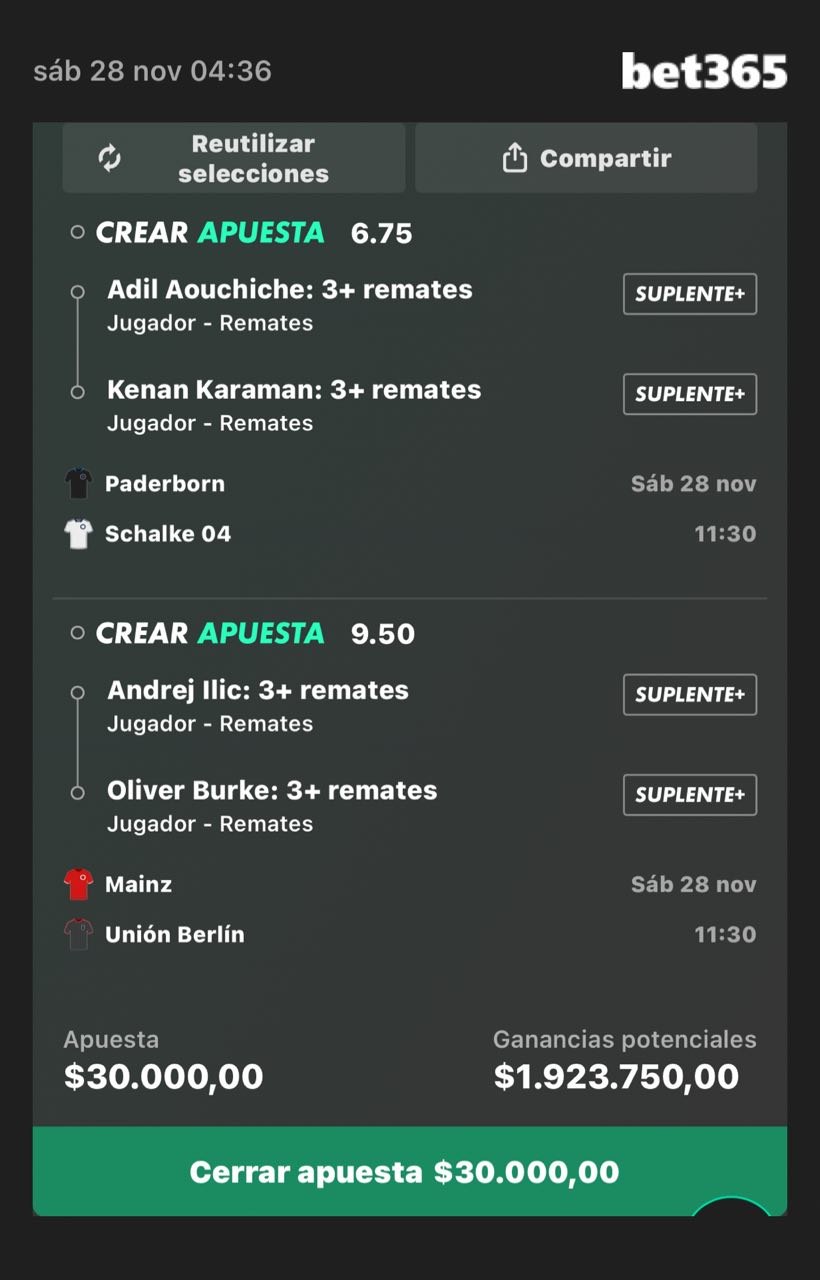 sáb 28 nov 04:36
bet365
Reutilizar
selecciones
Compartir
CREAR APUESTA 6.75
Adil Aouchiche: 3+ remates
SUPLENTE+
Jugador - Remates
Kenan Karaman: 3+ remates
SUPLENTE+
Jugador - Remates
Paderborn
Sáb 28 nov
Schalke 04
11:30
CREAR APUESTA 9.50
Andrej Ilic: 3+ remates
SUPLENTE+
Jugador - Remates
Oliver Burke: 3+ remates
SUPLENTE+
Jugador - Remates
Mainz
Sáb 28 nov
Unión Berlín
11:30
Apuesta
Ganancias potenciales
$30.000,00
$1.923.750,00
Cerrar apuesta $30.000,00